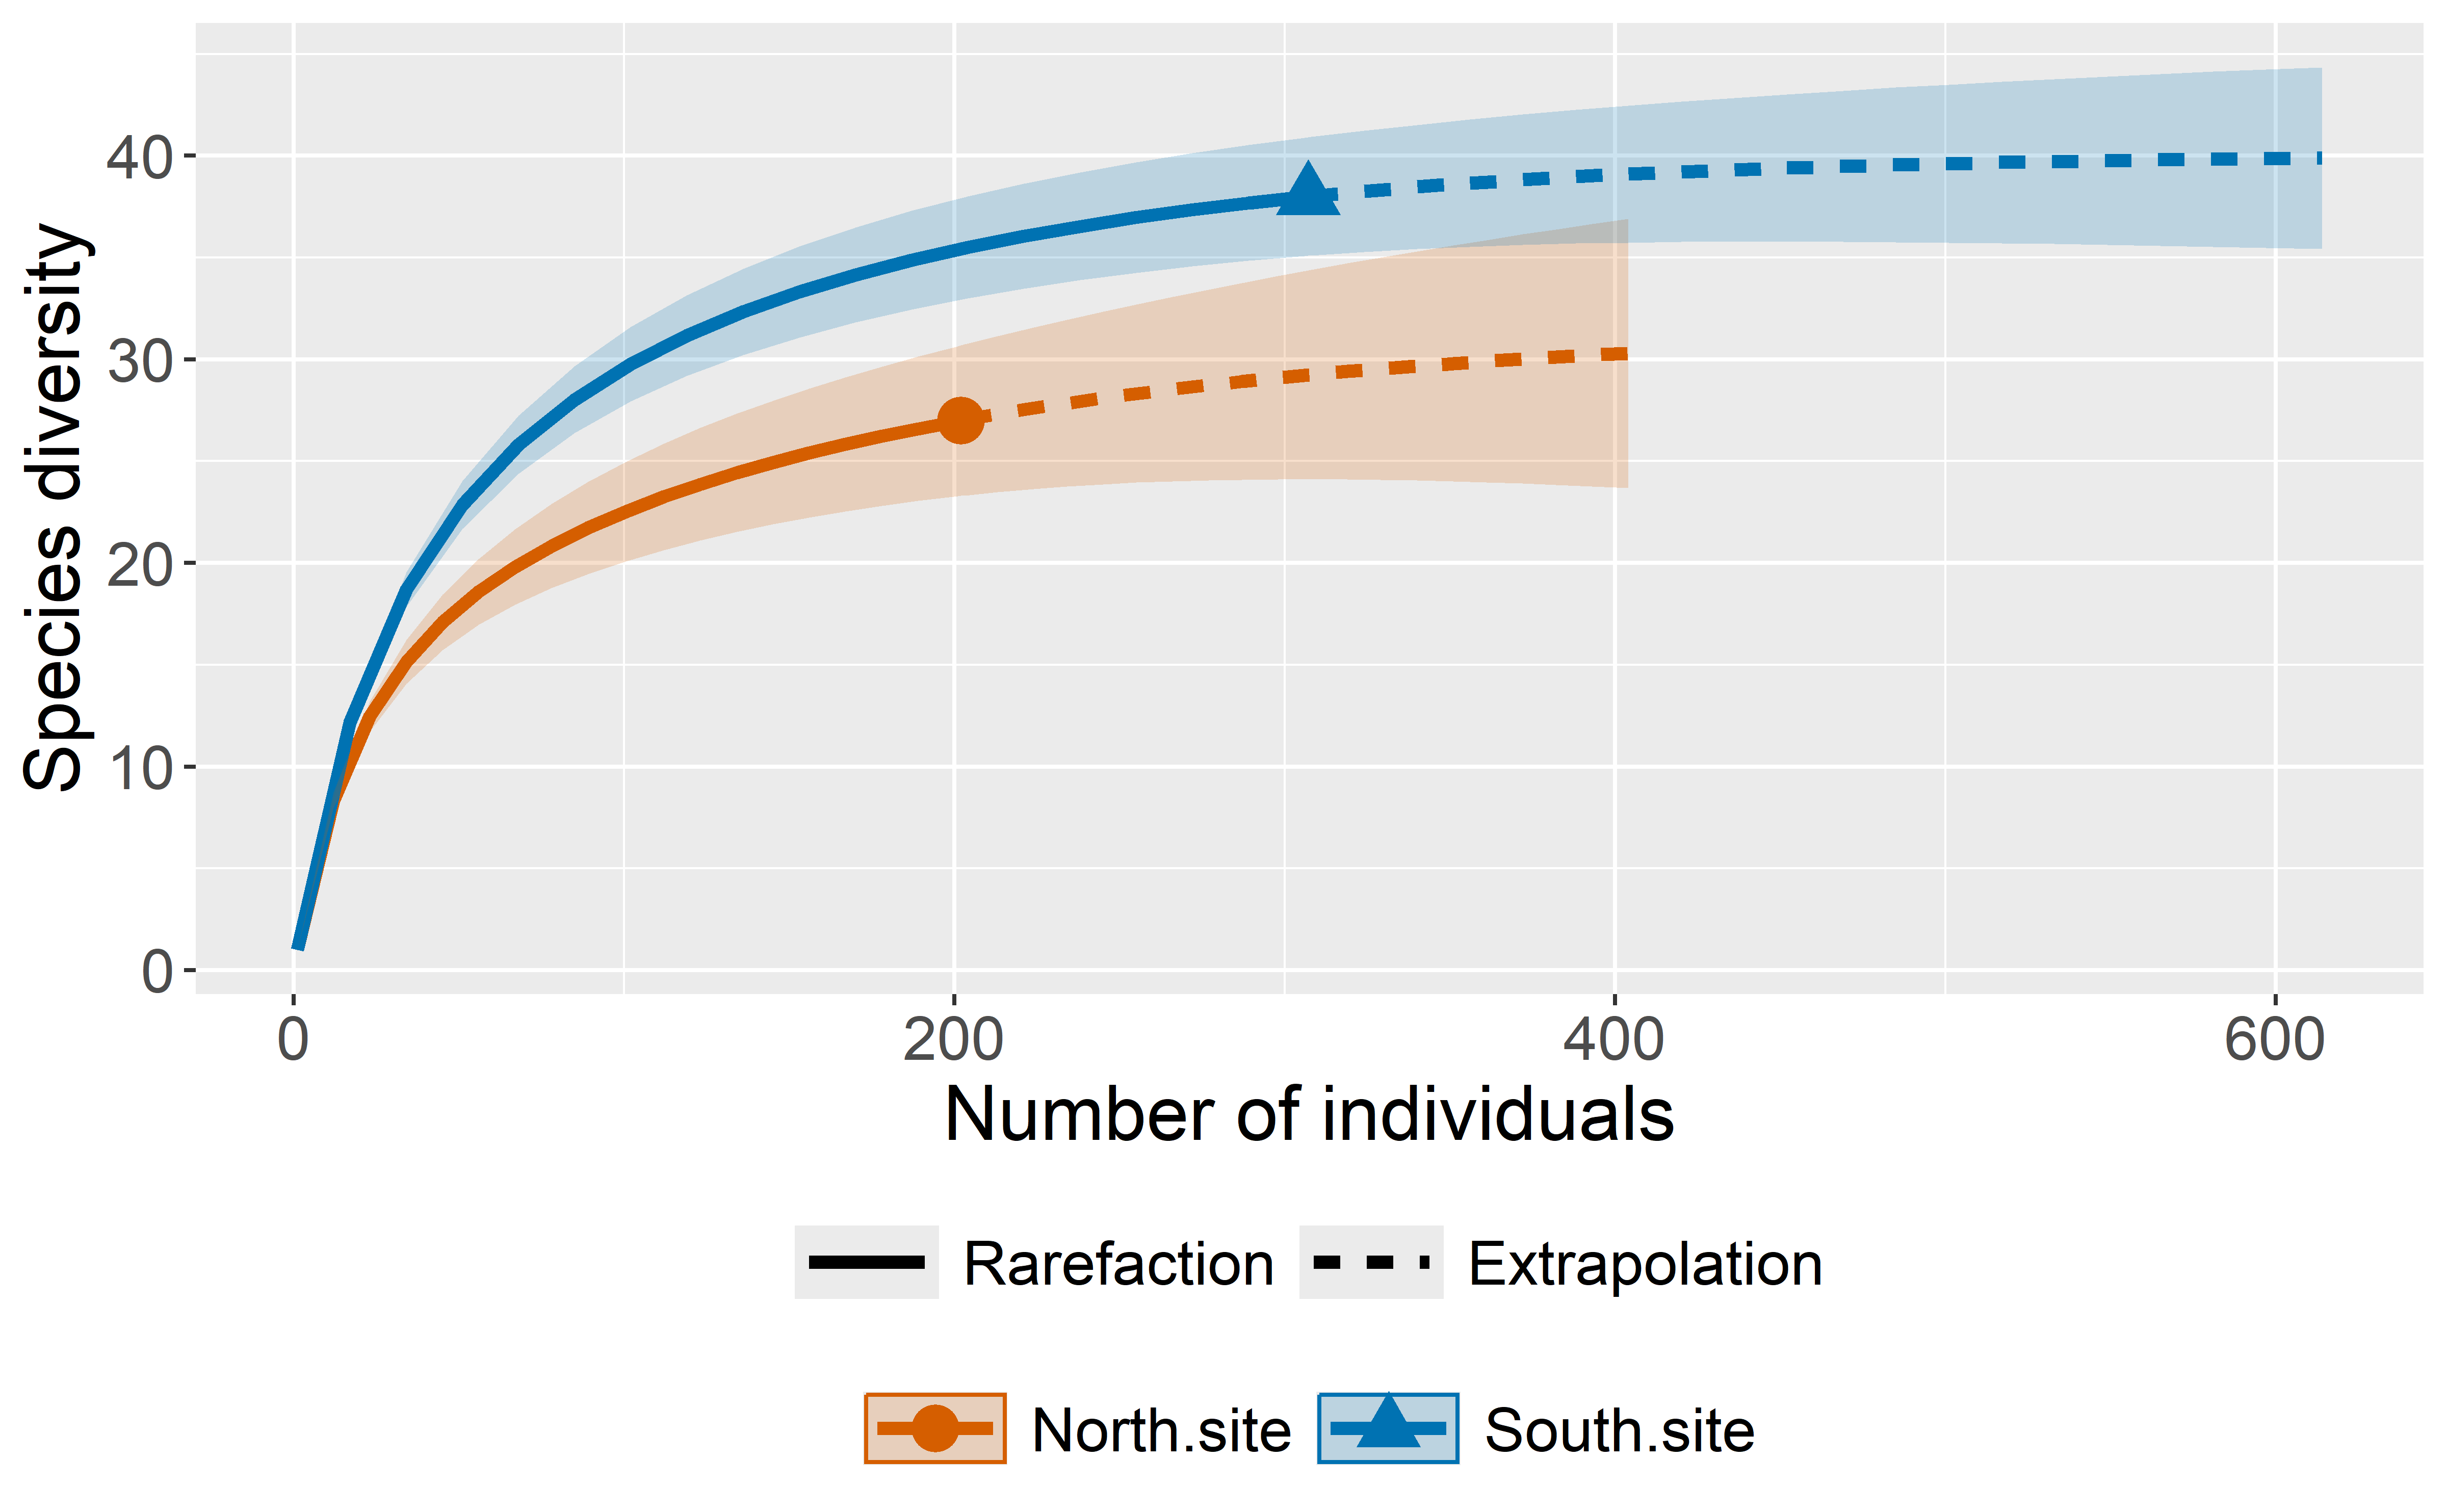 Species diversity
40
30
20
10
0
0 200 400 600
Number of individuals
Rarefaction Extrapolation
North.site South.site